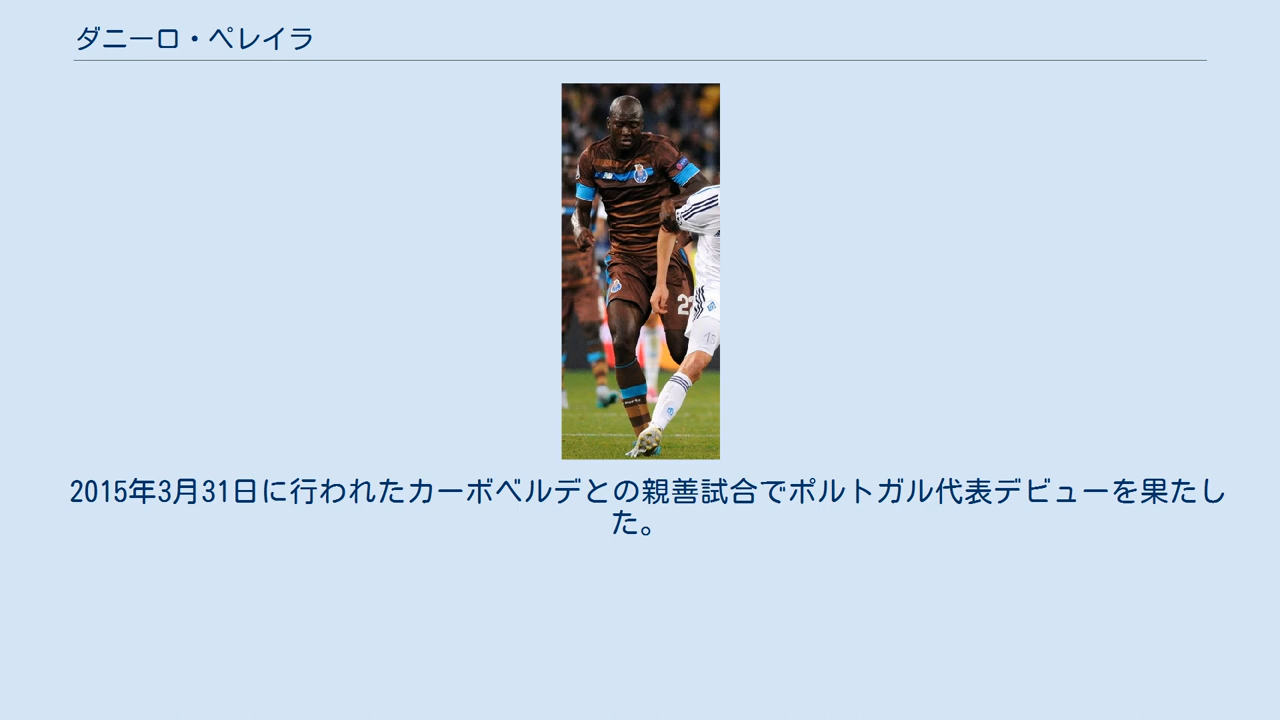 ダニーロ・ペレイラ
2
15
2015年3月31日に行われたカーボベルデとの親善試合でポルトガル代表デビューを果たし
た。